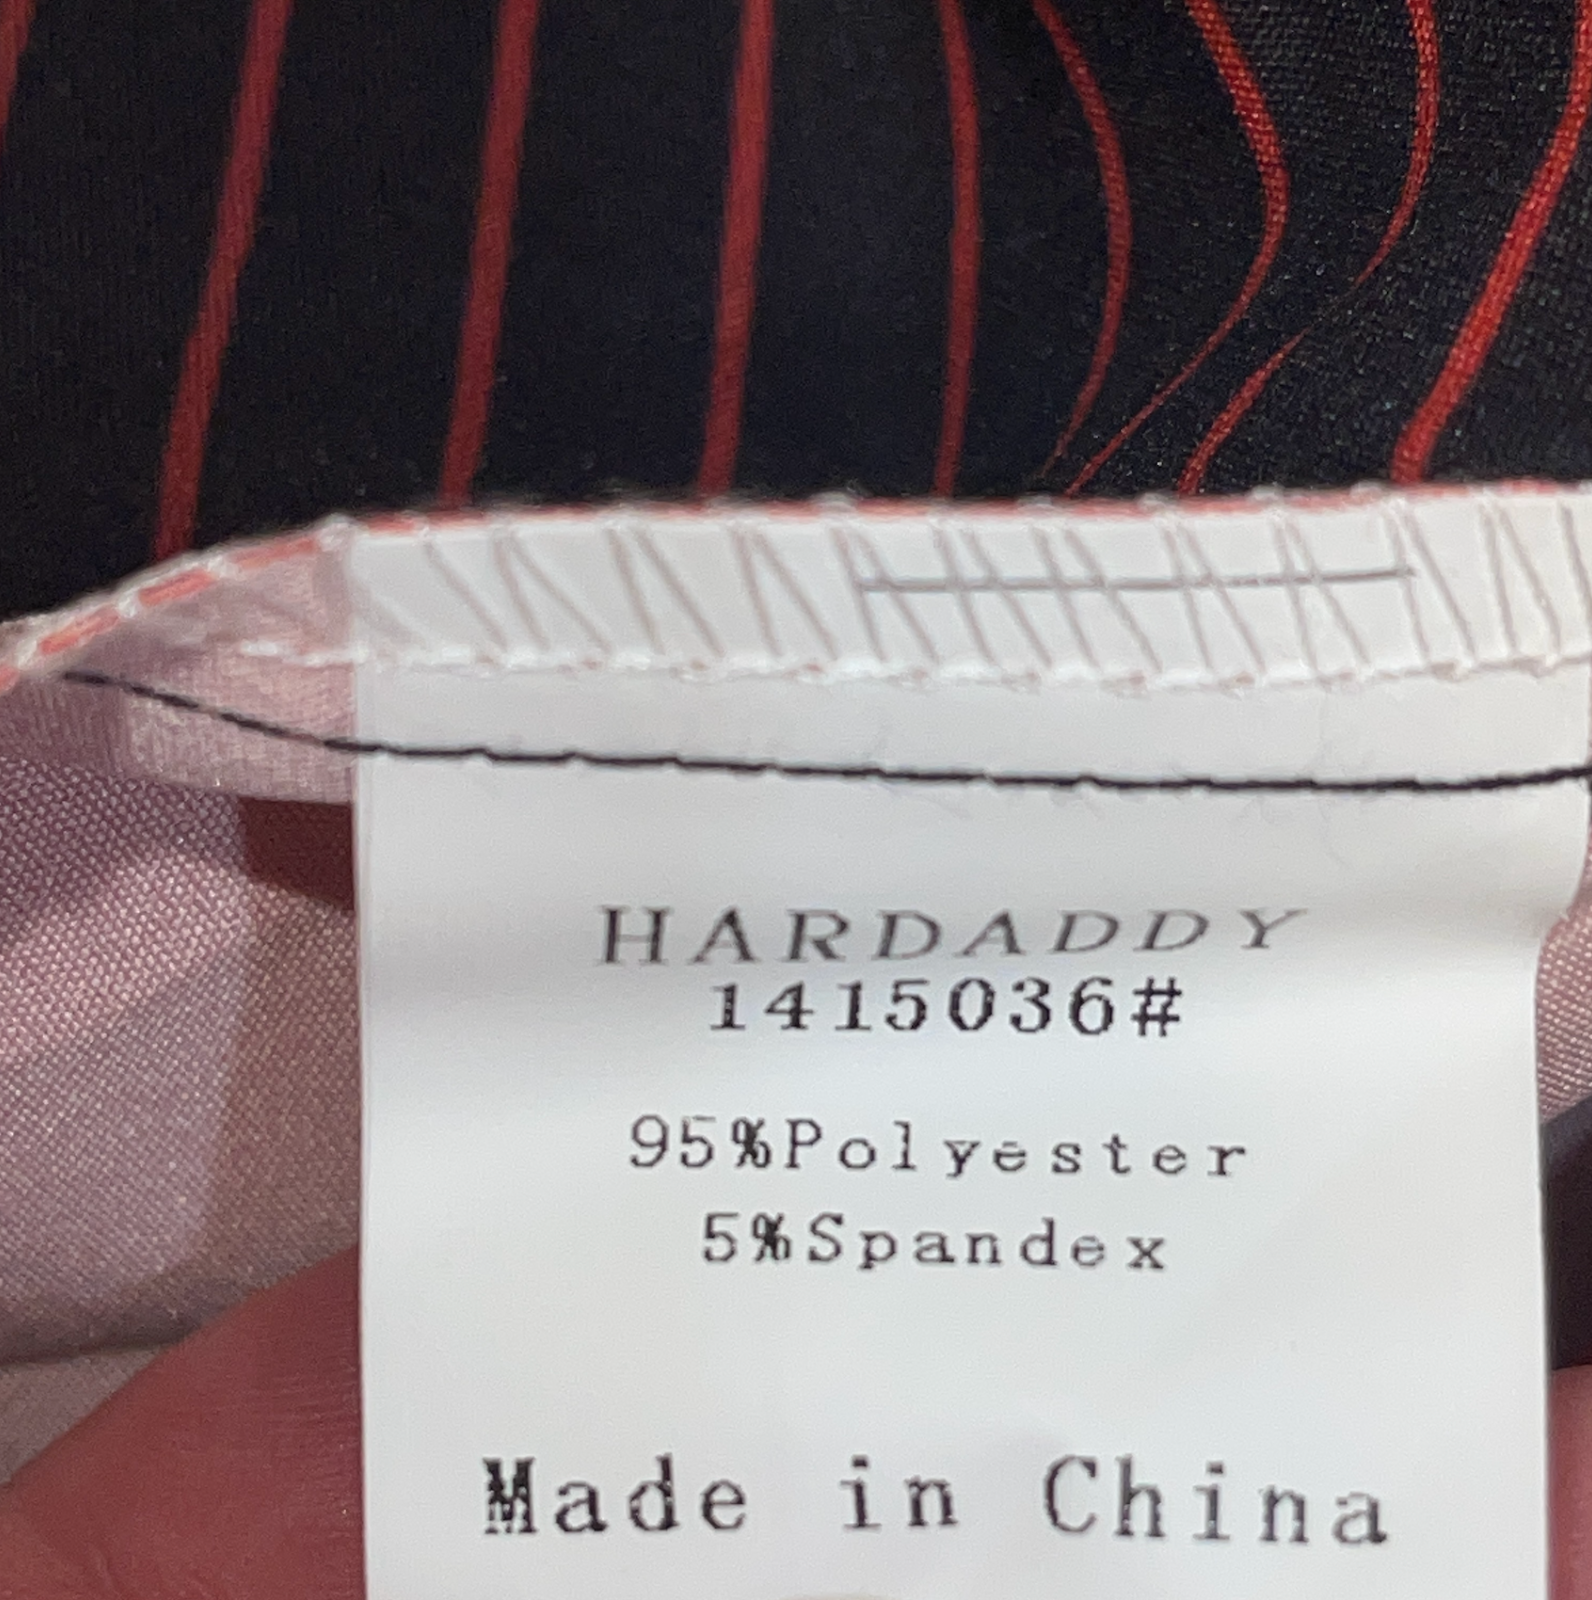 HARDADDY
1415036#
95%Polyester
5%Spandex
Made in China